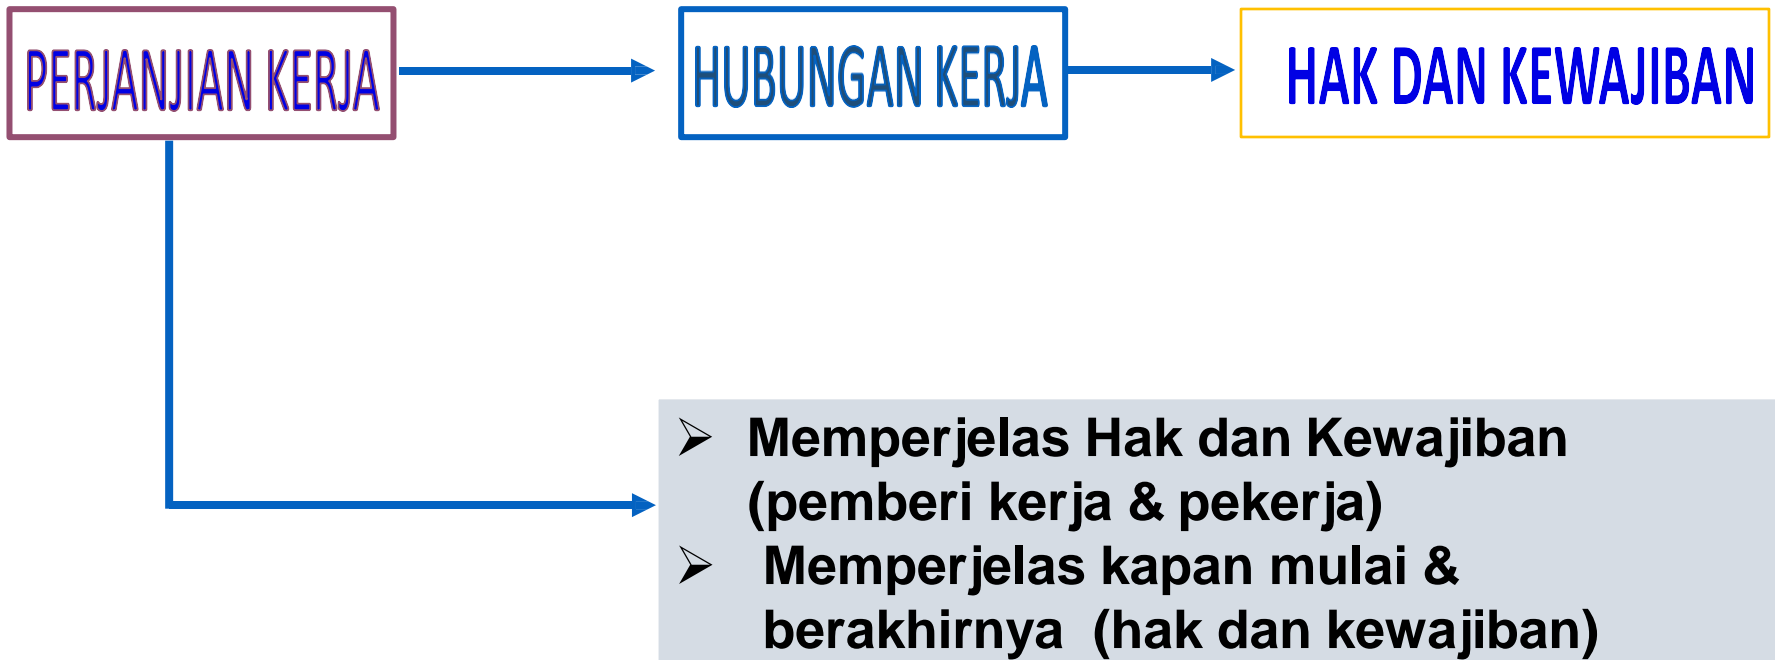 PERJANJIAN KERJA
HUBUNGAN KERJA
HAK DAN KEWAJIBAN
➢ Memperjelas Hak dan Kewajiban
(pemberi kerja & pekerja)
➢ Memperjelas kapan mulai &
berakhirnya (hak dan kewajiban)